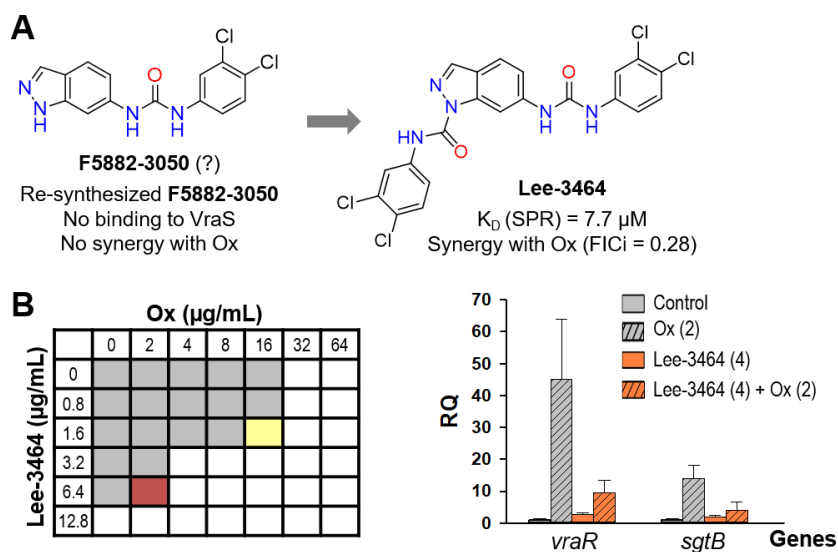 A
Cl
Cl
O
N
N
H
N
H
N
H
F5882-3050 (?)
Re-synthesized F5882-3050
No binding to VraS
No synergy with Ox
Cl
Cl
O
N
N
N
H
N
H
HN
O
Cl
Cl
Lee-3464
K_D (SPR) = 7.7 µM
Synergy with Ox (FICi = 0.28)
B
Ox (µg/mL)
0 2 4 8 16 32 64
Lee-3464 (µg/mL)
0
0.8
1.6
3.2
6.4
12.8
70
60
50
40
30
20
10
0
RQ
Control
Ox (2)
Lee-3464 (4)
Lee-3464 (4) + Ox (2)
vraR sgtB Genes